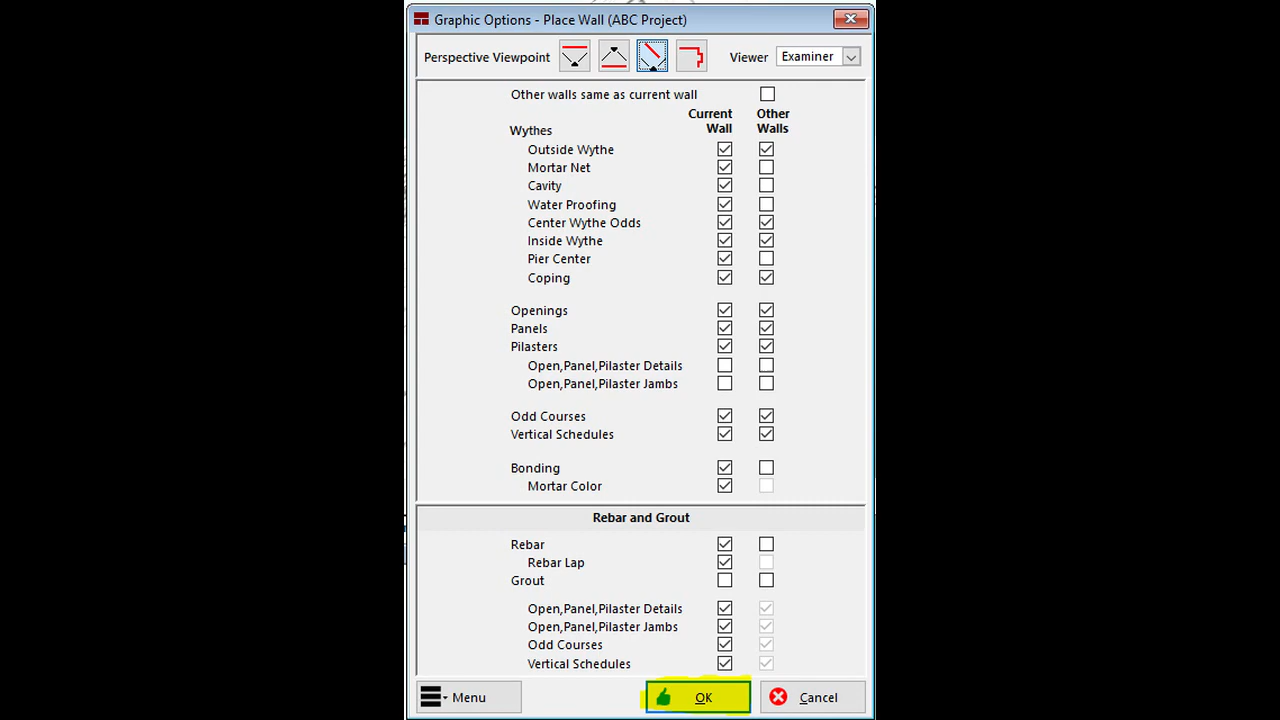 Graphic Options - Place Wall (ABC Project)
Perspective Viewpoint Viewer Examiner
Other walls same as current wall
Current Wall Other Walls
Wythes
Outside Wythe
Mortar Net
Cavity
Water Proofing
Center Wythe Odds
Inside Wythe
Pier Center
Coping
Openings
Panels
Pilasters
Open,Panel,Pilaster Details
Open,Panel,Pilaster Jambs
Odd Courses
Vertical Schedules
Bonding
Mortar Color
Rebar and Grout
Rebar
Rebar Lap
Grout
Open,Panel,Pilaster Details
Open,Panel,Pilaster Jambs
Odd Courses
Vertical Schedules
Menu OK Cancel